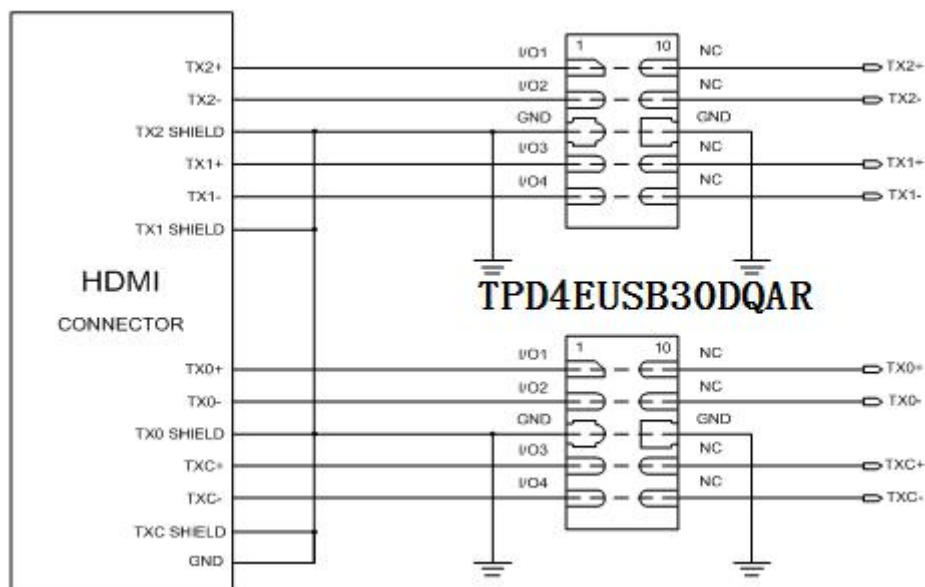 I/O1 1 10 NC
TX2+ TX2+
I/O2 NC
TX2- TX2-
GND GND
TX2 SHIELD
I/O3 NC
TX1+ TX1+
I/O4 NC
TX1- TX1-
TX1 SHIELD
HDMI
CONNECTOR
TPD4EUSB30DQAR
I/O1 1 10 NC
TX0+ TX0+
I/O2 NC
TX0- TX0-
GND GND
TX0 SHIELD
I/O3 NC
TXC+ TXC+
I/O4 NC
TXC- TXC-
TXC SHIELD
GND